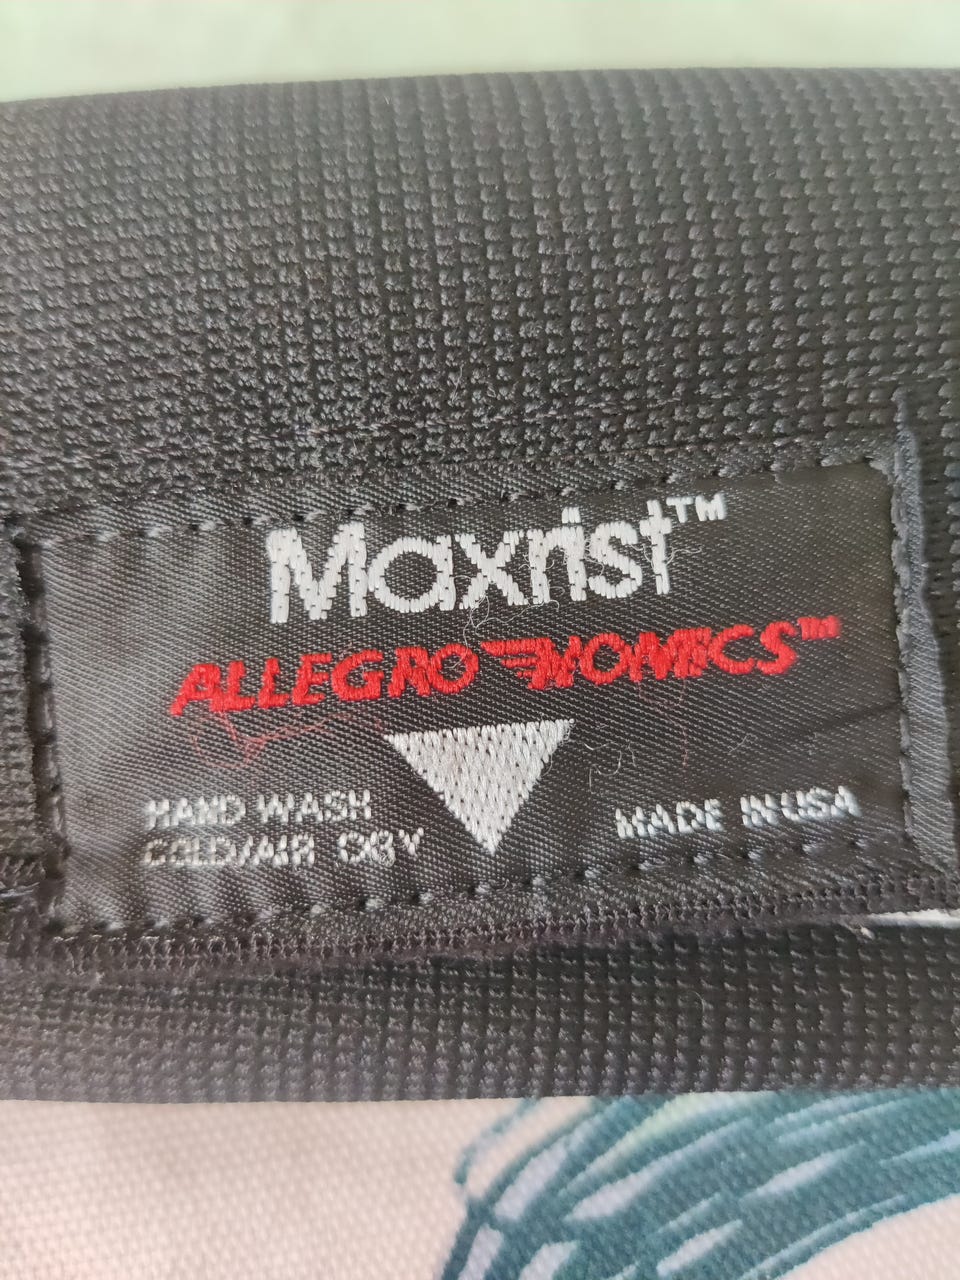 Maxrist™
ALLEGRO NOMICS™
HAND WASH
COLD/AIR DRY
MADE IN USA